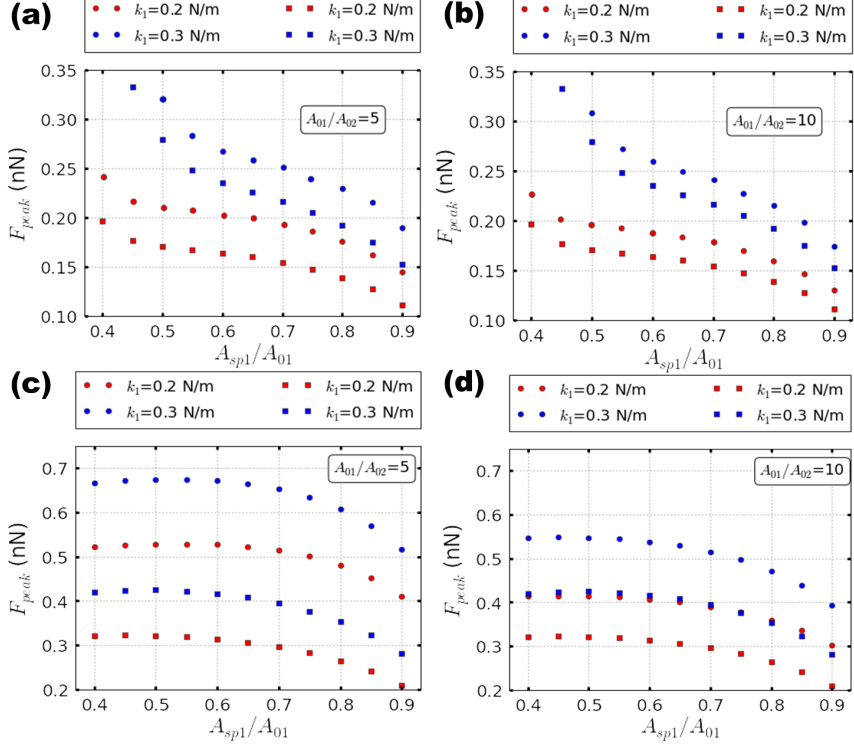 (a)
k₁=0.2 N/m k₁=0.2 N/m
k₁=0.3 N/m k₁=0.3 N/m
0.35
0.30
0.25
0.20
0.15
0.10
F_peak (nN)
A₀₁/A₀₂=5
0.4 0.5 0.6 0.7 0.8 0.9
A_sp1/A₀₁
(b)
k₁=0.2 N/m k₁=0.2 N/m
k₁=0.3 N/m k₁=0.3 N/m
0.35
0.30
0.25
0.20
0.15
0.10
F_peak (nN)
A₀₁/A₀₂=10
0.4 0.5 0.6 0.7 0.8 0.9
A_sp1/A₀₁
(c)
k₁=0.2 N/m k₁=0.2 N/m
k₁=0.3 N/m k₁=0.3 N/m
0.7
0.6
0.5
0.4
0.3
0.2
F_peak (nN)
A₀₁/A₀₂=5
0.4 0.5 0.6 0.7 0.8 0.9
A_sp1/A₀₁
(d)
k₁=0.2 N/m k₁=0.2 N/m
k₁=0.3 N/m k₁=0.3 N/m
0.7
0.6
0.5
0.4
0.3
0.2
F_peak (nN)
A₀₁/A₀₂=10
0.4 0.5 0.6 0.7 0.8 0.9
A_sp1/A₀₁